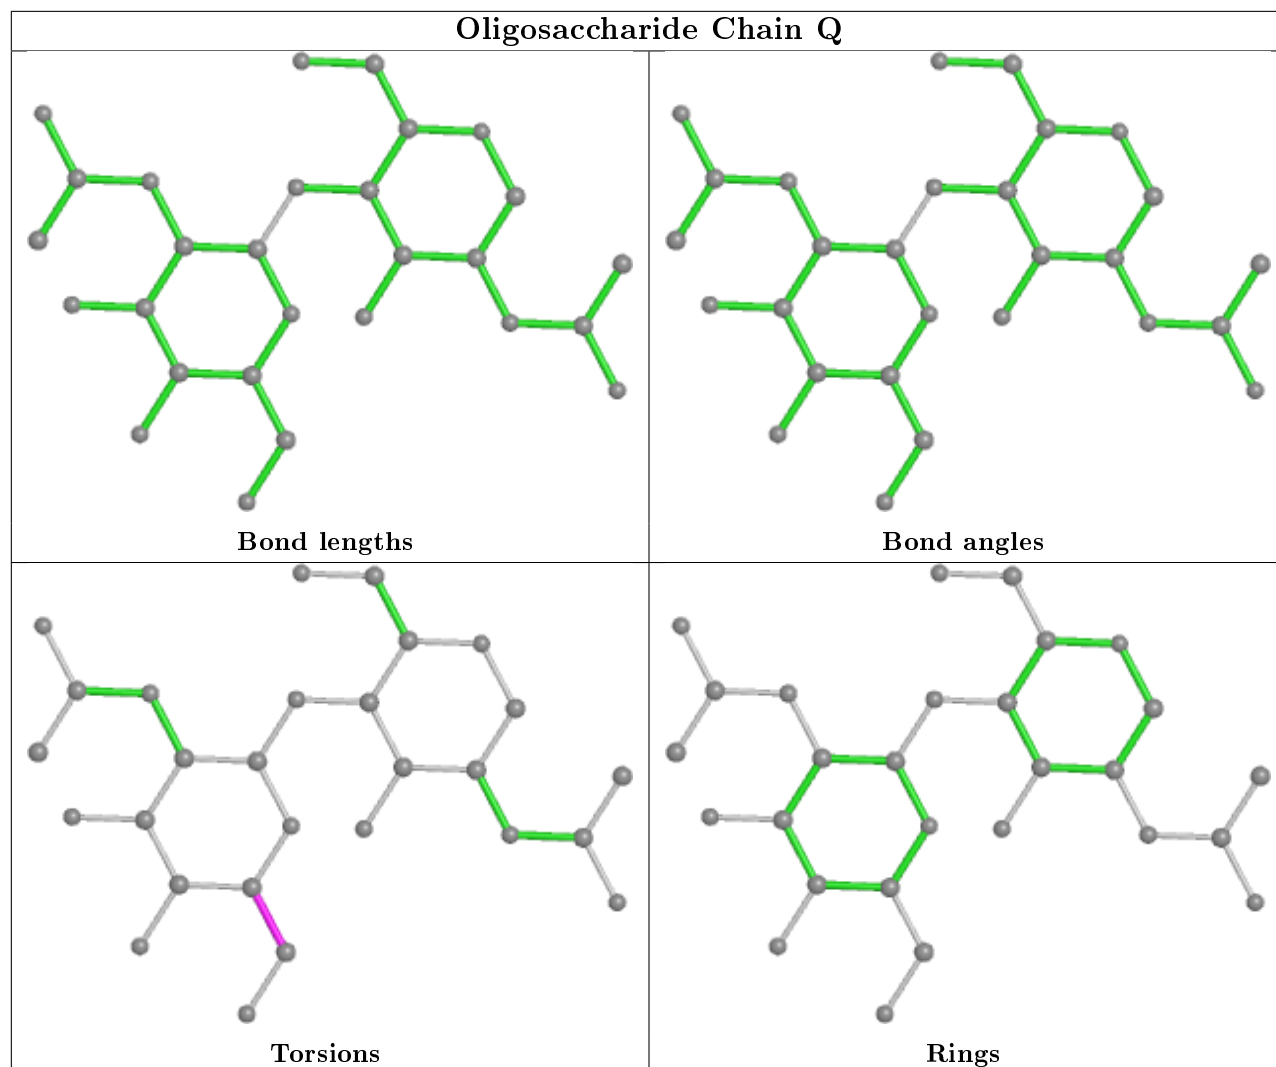 Oligosaccharide Chain Q
Bond lengths
Bond angles
Torsions
Rings